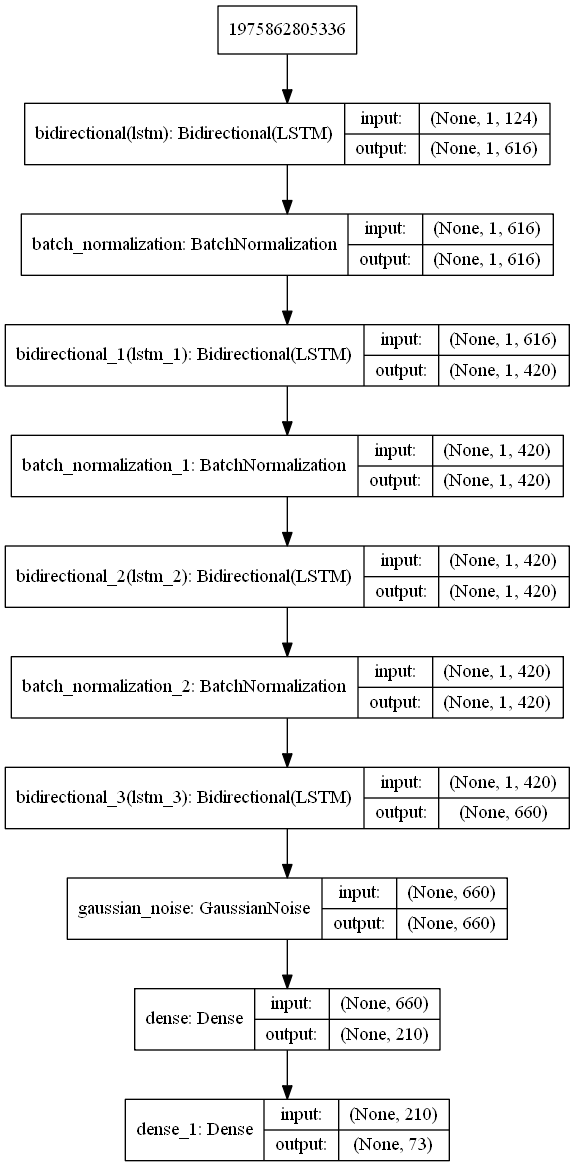 1975862805336
bidirectional(lstm): Bidirectional(LSTM)
input: (None, 1, 124)
output: (None, 1, 616)
batch_normalization: BatchNormalization
input: (None, 1, 616)
output: (None, 1, 616)
bidirectional_1(lstm_1): Bidirectional(LSTM)
input: (None, 1, 616)
output: (None, 1, 420)
batch_normalization_1: BatchNormalization
input: (None, 1, 420)
output: (None, 1, 420)
bidirectional_2(lstm_2): Bidirectional(LSTM)
input: (None, 1, 420)
output: (None, 1, 420)
batch_normalization_2: BatchNormalization
input: (None, 1, 420)
output: (None, 1, 420)
bidirectional_3(lstm_3): Bidirectional(LSTM)
input: (None, 1, 420)
output: (None, 660)
gaussian_noise: GaussianNoise
input: (None, 660)
output: (None, 660)
dense: Dense
input: (None, 660)
output: (None, 210)
dense_1: Dense
input: (None, 210)
output: (None, 73)